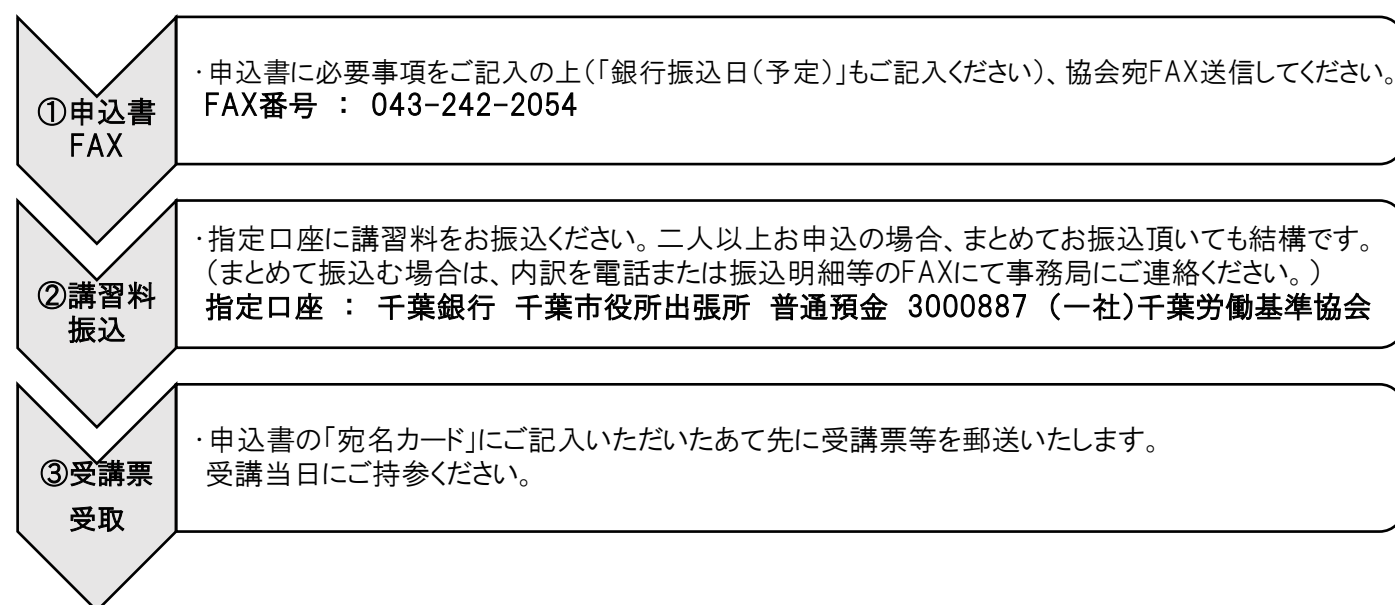 ①申込書
FAX
・申込書に必要事項をご記入の上(「銀行振込日(予定)」もご記入ください)、協会宛FAX送信してください。
FAX番号 : 043-242-2054
②講習料
振込
・指定口座に講習料をお振込ください。二人以上お申込の場合、まとめてお振込頂いても結構です。
(まとめて振込む場合は、内訳を電話または振込明細等のFAXにて事務局にご連絡ください。)
指定口座 : 千葉銀行 千葉市役所出張所 普通預金 3000887 (一社)千葉労働基準協会
③受講票
受取
・申込書の「宛名カード」にご記入いただいたあて先に受講票等を郵送いたします。
受講当日にご持参ください。